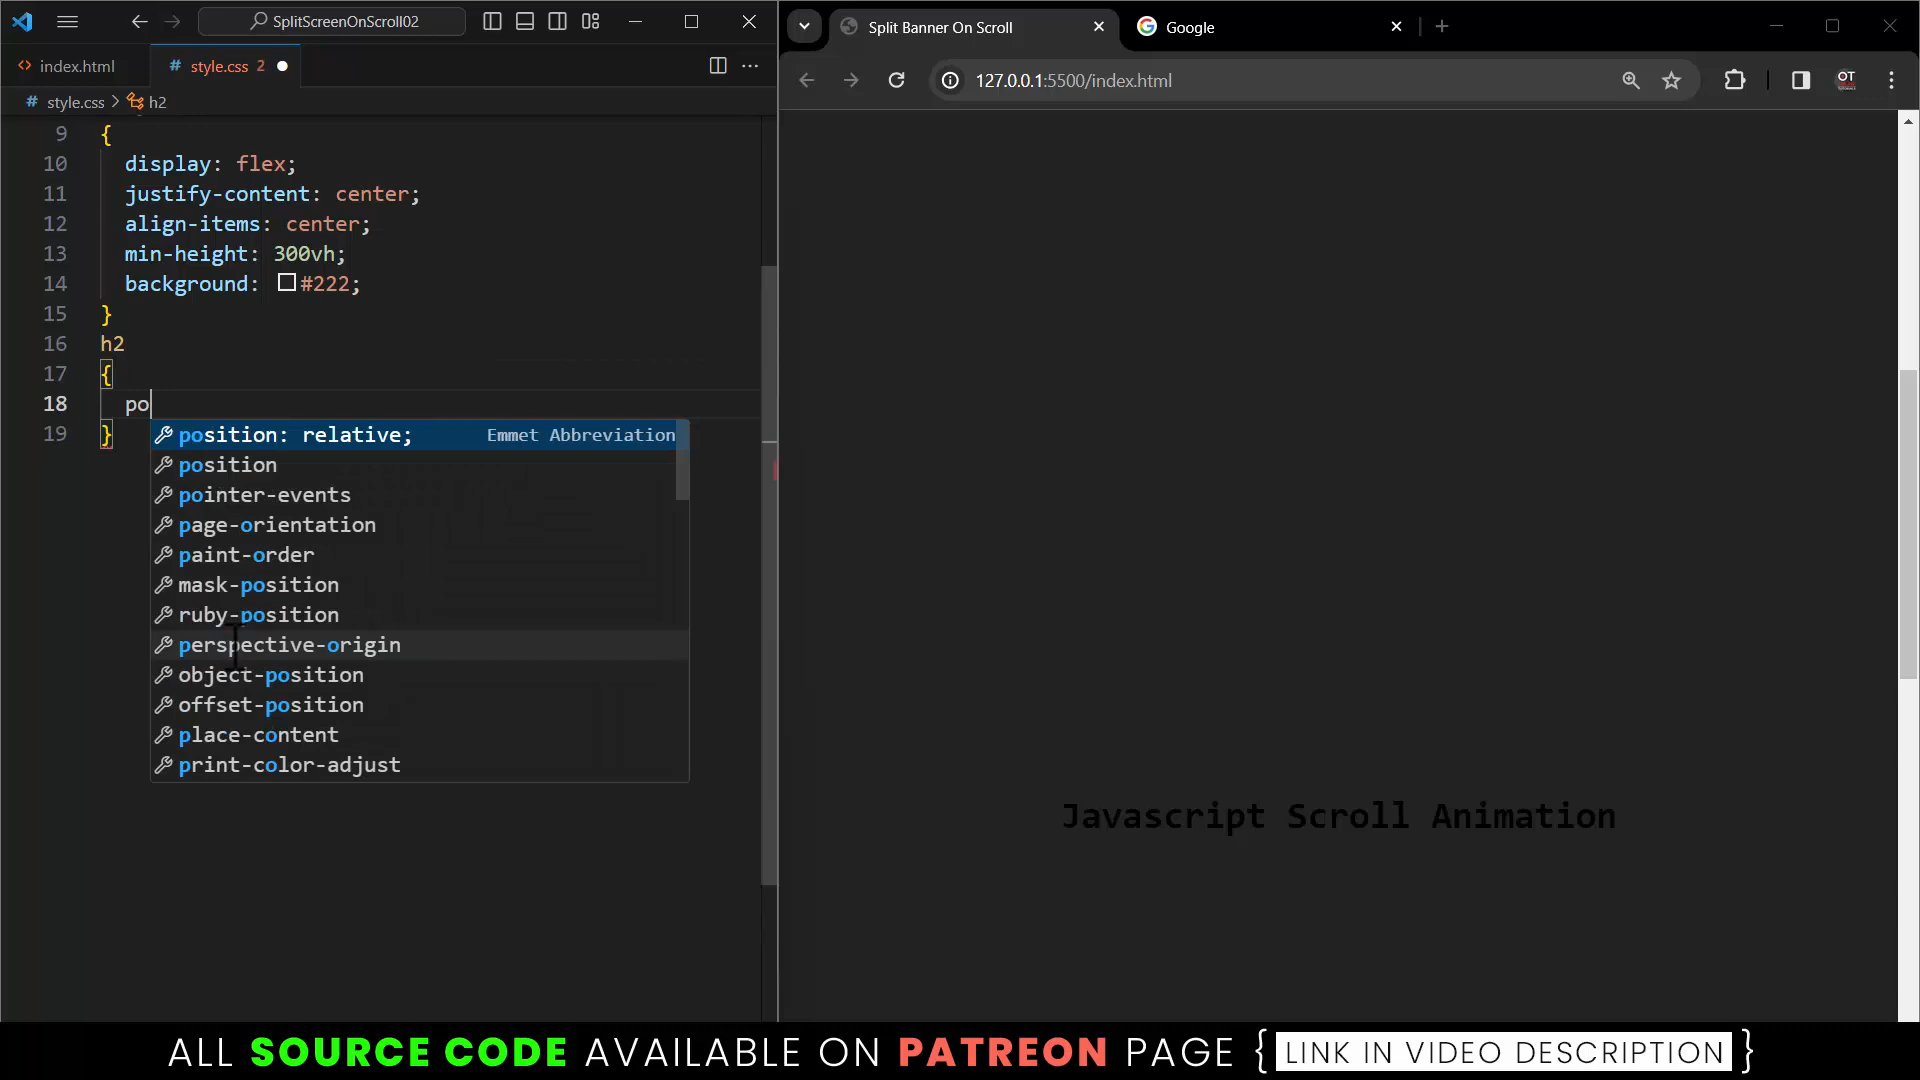 SplitScreenOnScroll02
index.html
# style.css 2
# style.css > h2
9 {
10 display: flex;
11 justify-content: center;
12 align-items: center;
13 min-height: 300vh;
14 background: #222;
15 }
16 h2
17 {
18 po
19 }
position: relative; Emmet Abbreviation
position
pointer-events
page-orientation
paint-order
mask-position
ruby-position
perspective-origin
object-position
offset-position
place-content
print-color-adjust
Split Banner On Scroll
Google
127.0.0.1:5500/index.html
OT
Javascript Scroll Animation
ALL SOURCE CODE AVAILABLE ON PATREON PAGE { LINK IN VIDEO DESCRIPTION }